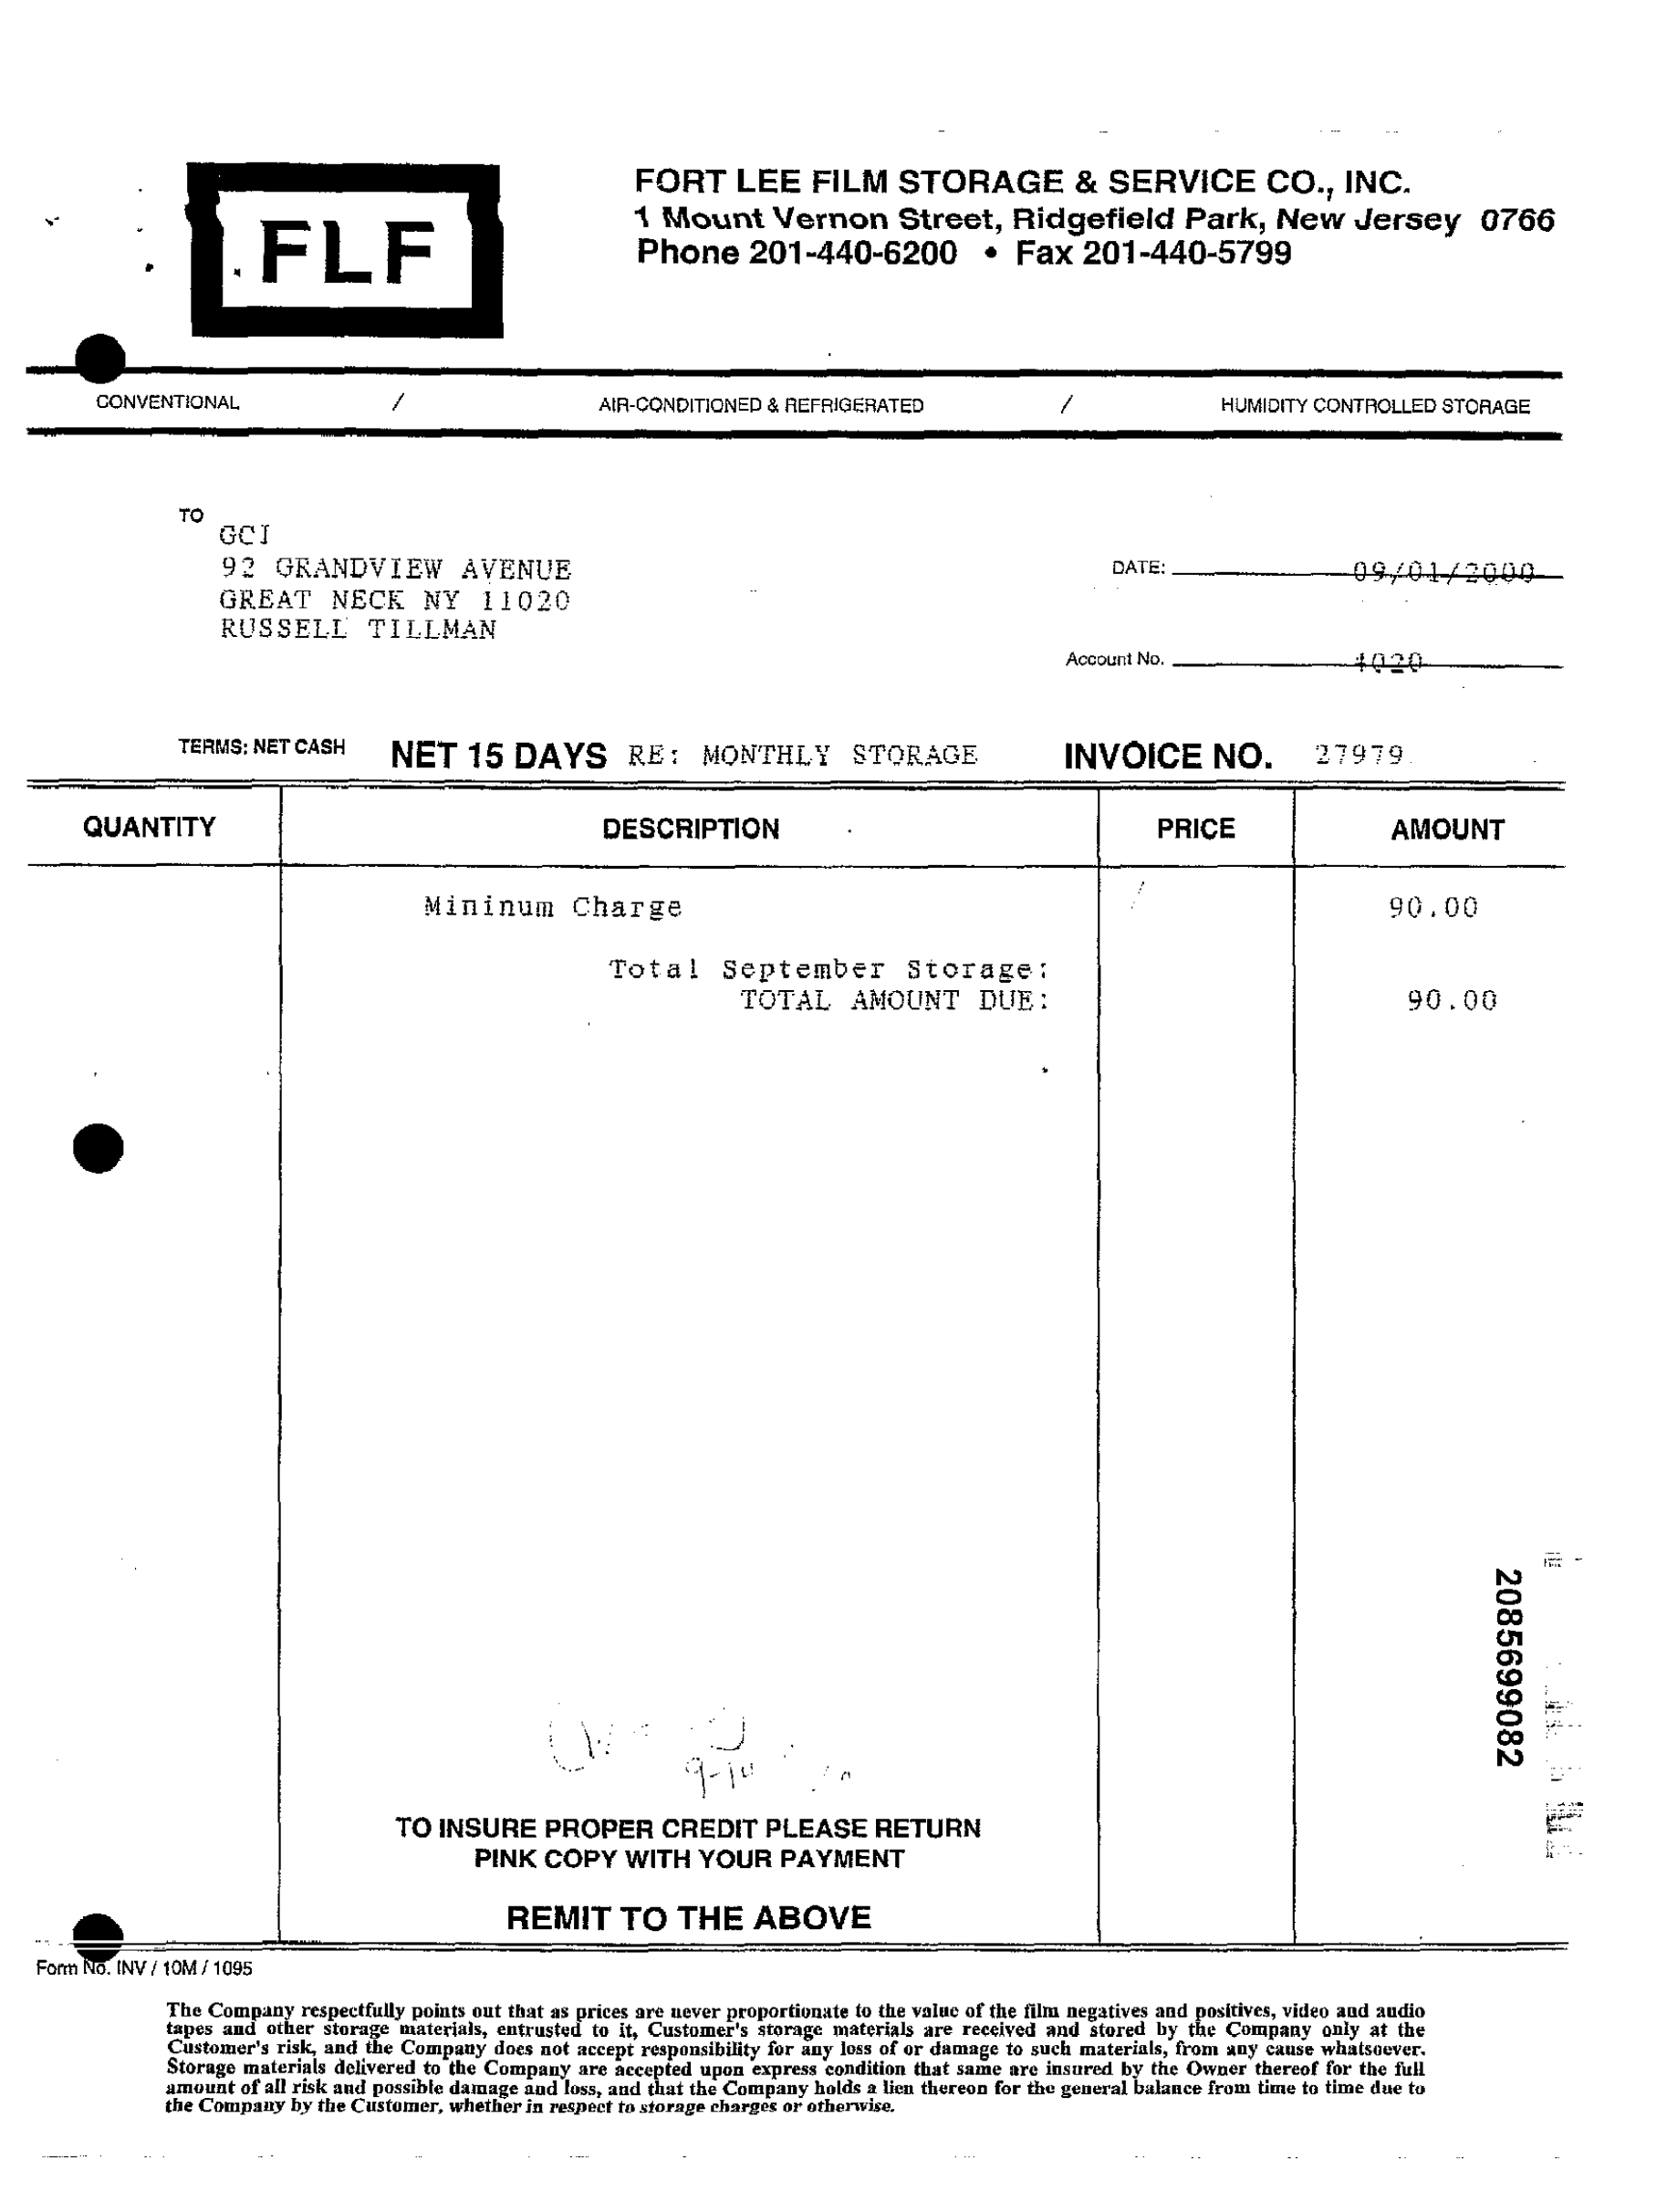 FLF
FORT LEE FILM STORAGE & SERVICE CO., INC.
1 Mount Vernon Street, Ridgefield Park, New Jersey 0766
Phone 201-440-6200 • Fax 201-440-5799
CONVENTIONAL / AIR-CONDITIONED & REFRIGERATED / HUMIDITY CONTROLLED STORAGE
TO
GCI
92 GRANDVIEW AVENUE
GREAT NECK NY 11020
RUSSELL TILLMAN
DATE: 09/01/2000
Account No. 4020
TERMS: NET CASH NET 15 DAYS RE: MONTHLY STORAGE INVOICE NO. 27979
QUANTITY DESCRIPTION PRICE AMOUNT
Mininum Charge 90.00
Total September Storage:
TOTAL AMOUNT DUE: 90.00
2085699082
TO INSURE PROPER CREDIT PLEASE RETURN
PINK COPY WITH YOUR PAYMENT
REMIT TO THE ABOVE
Form No. INV / 10M / 1095
The Company respectfully points out that as prices are never proportionate to the value of the film negatives and positives, video and audio
tapes and other storage materials, entrusted to it, Customer's storage materials are received and stored by the Company only at the
Customer's risk, and the Company does not accept responsibility for any loss of or damage to such materials, from any cause whatsoever.
Storage materials delivered to the Company are accepted upon express condition that same are insured by the Owner thereof for the full
amount of all risk and possible damage and loss, and that the Company holds a lien thereon for the general balance from time to time due to
the Company by the Customer, whether in respect to storage charges or otherwise.